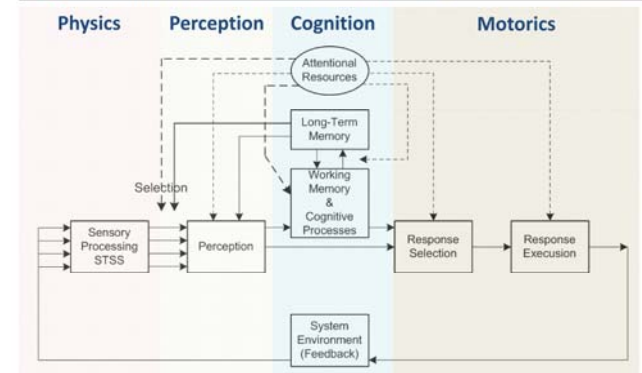 Physics Perception Cognition Motorics
Attentional
Resources
Long-Term
Memory
Selection
Working
Memory
&
Cognitive
Processes
Sensory
Processing
STSS
Perception
Response
Selection
Response
Execusion
System
Environment
(Feedback)